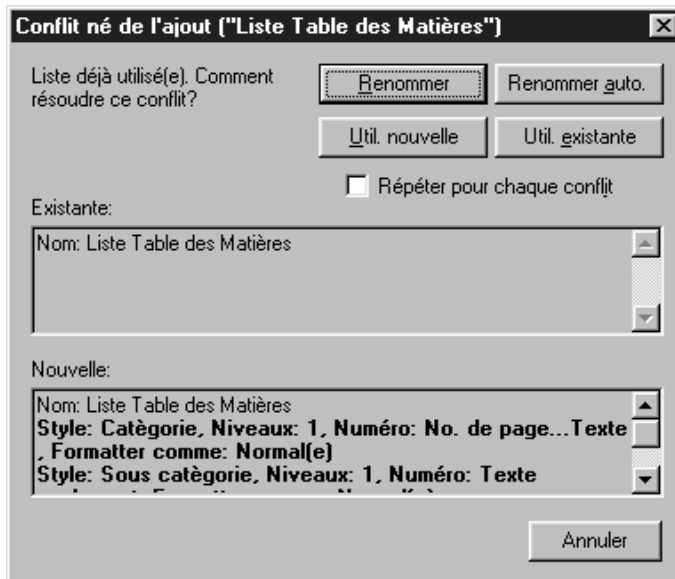 Conflit né de l'ajout ("Liste Table des Matières")
Liste déjà utilisé(e). Comment
résoudre ce conflit?
Renommer
Renommer auto.
Util. nouvelle
Util. existante
Répéter pour chaque conflit
Existante:
Nom: Liste Table des Matières
Nouvelle:
Nom: Liste Table des Matières
Style: Catègorie, Niveaux: 1, Numéro: No. de page...Texte
, Formatter comme: Normal(e)
Style: Sous catègorie, Niveaux: 1, Numéro: Texte
Annuler